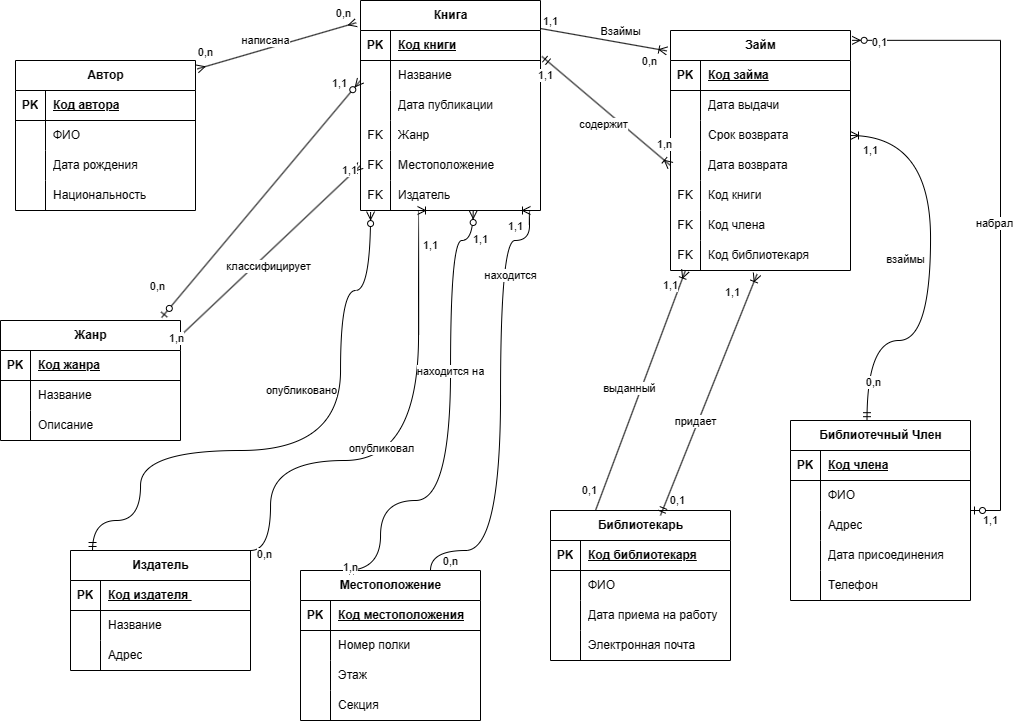 Книга
PK Код книги
Название
Дата публикации
FK Жанр
FK Местоположение
FK Издатель
Займ
PK Код займа
Дата выдачи
Срок возврата
Дата возврата
FK Код книги
FK Код члена
FK Код библиотекаря
Автор
PK Код автора
ФИО
Дата рождения
Национальность
Жанр
PK Код жанра
Название
Описание
Издатель
PK Код издателя
Название
Адрес
Местоположение
PK Код местоположения
Номер полки
Этаж
Секция
Библиотекарь
PK Код библиотекаря
ФИО
Дата приема на работу
Электронная почта
Библиотечный Член
PK Код члена
ФИО
Адрес
Дата присоединения
Телефон
0,n
написана
0,n
1,1
Взаймы
0,n
1,1
содержит
1,n
0,1
набрал
1,1
1,1
взаймы
0,n
1,1
0,n
1,1
классифицирует
1,n
опубликовано
1,1
опубликовал
0,n
1,1
находится на
1,n
1,1
находится
0,n
1,1
выданный
0,1
1,1
придает
0,1